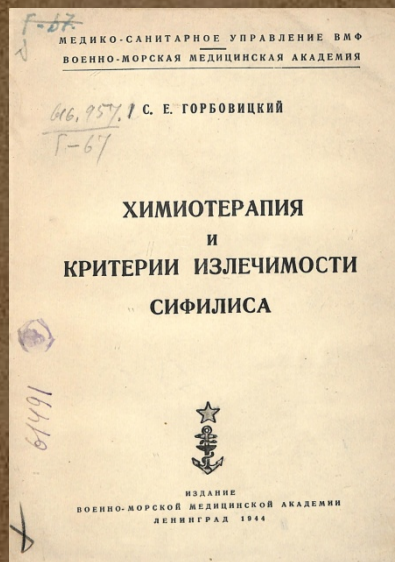 Г-67.
МЕДИКО-САНИТАРНОЕ УПРАВЛЕНИЕ ВМФ
ВОЕННО-МОРСКАЯ МЕДИЦИНСКАЯ АКАДЕМИЯ
616.957.1 С. Е. ГОРБОВИЦКИЙ
Г-67
ХИМИОТЕРАПИЯ
И
КРИТЕРИИ ИЗЛЕЧИМОСТИ
СИФИЛИСА
61491
ИЗДАНИЕ
ВОЕННО-МОРСКОЙ МЕДИЦИНСКОЙ АКАДЕМИИ
ЛЕНИНГРАД 1944